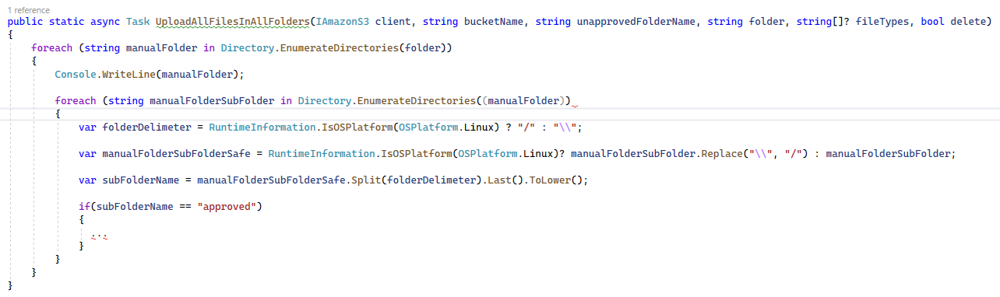 1 reference
public static async Task UploadAllFilesInAllFolders(IAmazonS3 client, string bucketName, string unapprovedFolderName, string folder, string[]? fileTypes, bool delete)
{
foreach (string manualFolder in Directory.EnumerateDirectories(folder))
{
Console.WriteLine(manualFolder);
foreach (string manualFolderSubFolder in Directory.EnumerateDirectories((manualFolder))
{
var folderDelimeter = RuntimeInformation.IsOSPlatform(OSPlatform.Linux) ? "/" : "\\";
var manualFolderSubFolderSafe = RuntimeInformation.IsOSPlatform(OSPlatform.Linux)? manualFolderSubFolder.Replace("\\", "/") : manualFolderSubFolder;
var subFolderName = manualFolderSubFolderSafe.Split(folderDelimeter).Last().ToLower();
if(subFolderName == "approved")
{
...
}
}
}
}